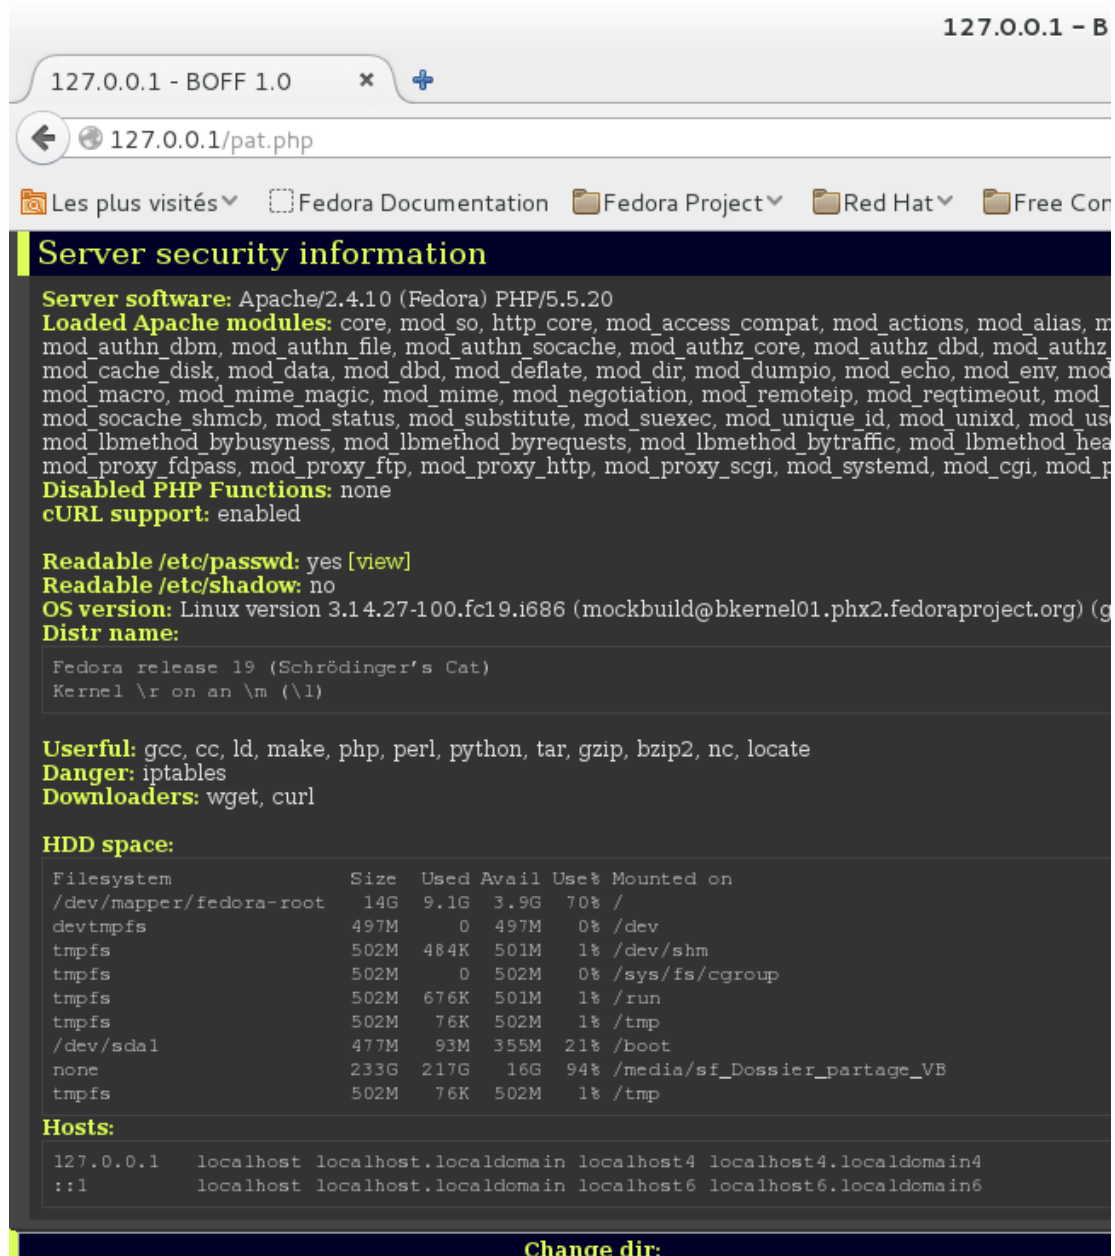 127.0.0.1 – B
127.0.0.1 - BOFF 1.0
127.0.0.1/pat.php
Les plus visités Fedora Documentation Fedora Project Red Hat Free Con
Server security information
Server software: Apache/2.4.10 (Fedora) PHP/5.5.20
Loaded Apache modules: core, mod_so, http_core, mod_access_compat, mod_actions, mod_alias, m
mod_authn_dbm, mod_authn_file, mod_authn_socache, mod_authz_core, mod_authz_dbd, mod_authz_
mod_cache_disk, mod_data, mod_dbd, mod_deflate, mod_dir, mod_dumpio, mod_echo, mod_env, mod
mod_macro, mod_mime_magic, mod_mime, mod_negotiation, mod_remoteip, mod_reqtimeout, mod_
mod_socache_shmcb, mod_status, mod_substitute, mod_suexec, mod_unique_id, mod_unixd, mod_use
mod_lbmethod_bybusyness, mod_lbmethod_byrequests, mod_lbmethod_bytraffic, mod_lbmethod_hea
mod_proxy_fdpass, mod_proxy_ftp, mod_proxy_http, mod_proxy_scgi, mod_systemd, mod_cgi, mod_p
Disabled PHP Functions: none
cURL support: enabled
Readable /etc/passwd: yes [view]
Readable /etc/shadow: no
OS version: Linux version 3.14.27-100.fc19.i686 (mockbuild@bkernel01.phx2.fedoraproject.org) (g
Distr name:
Fedora release 19 (Schrödinger's Cat)
Kernel \r on an \m (\l)
Userful: gcc, cc, ld, make, php, perl, python, tar, gzip, bzip2, nc, locate
Danger: iptables
Downloaders: wget, curl
HDD space:
Filesystem Size Used Avail Use% Mounted on
/dev/mapper/fedora-root 14G 9.1G 3.9G 70% /
devtmpfs 497M 0 497M 0% /dev
tmpfs 502M 484K 501M 1% /dev/shm
tmpfs 502M 0 502M 0% /sys/fs/cgroup
tmpfs 502M 676K 501M 1% /run
tmpfs 502M 76K 502M 1% /tmp
/dev/sda1 477M 93M 355M 21% /boot
none 233G 217G 16G 94% /media/sf_Dossier_partage_VB
tmpfs 502M 76K 502M 1% /tmp
Hosts:
127.0.0.1 localhost localhost.localdomain localhost4 localhost4.localdomain4
::1 localhost localhost.localdomain localhost6 localhost6.localdomain6
Change dir: